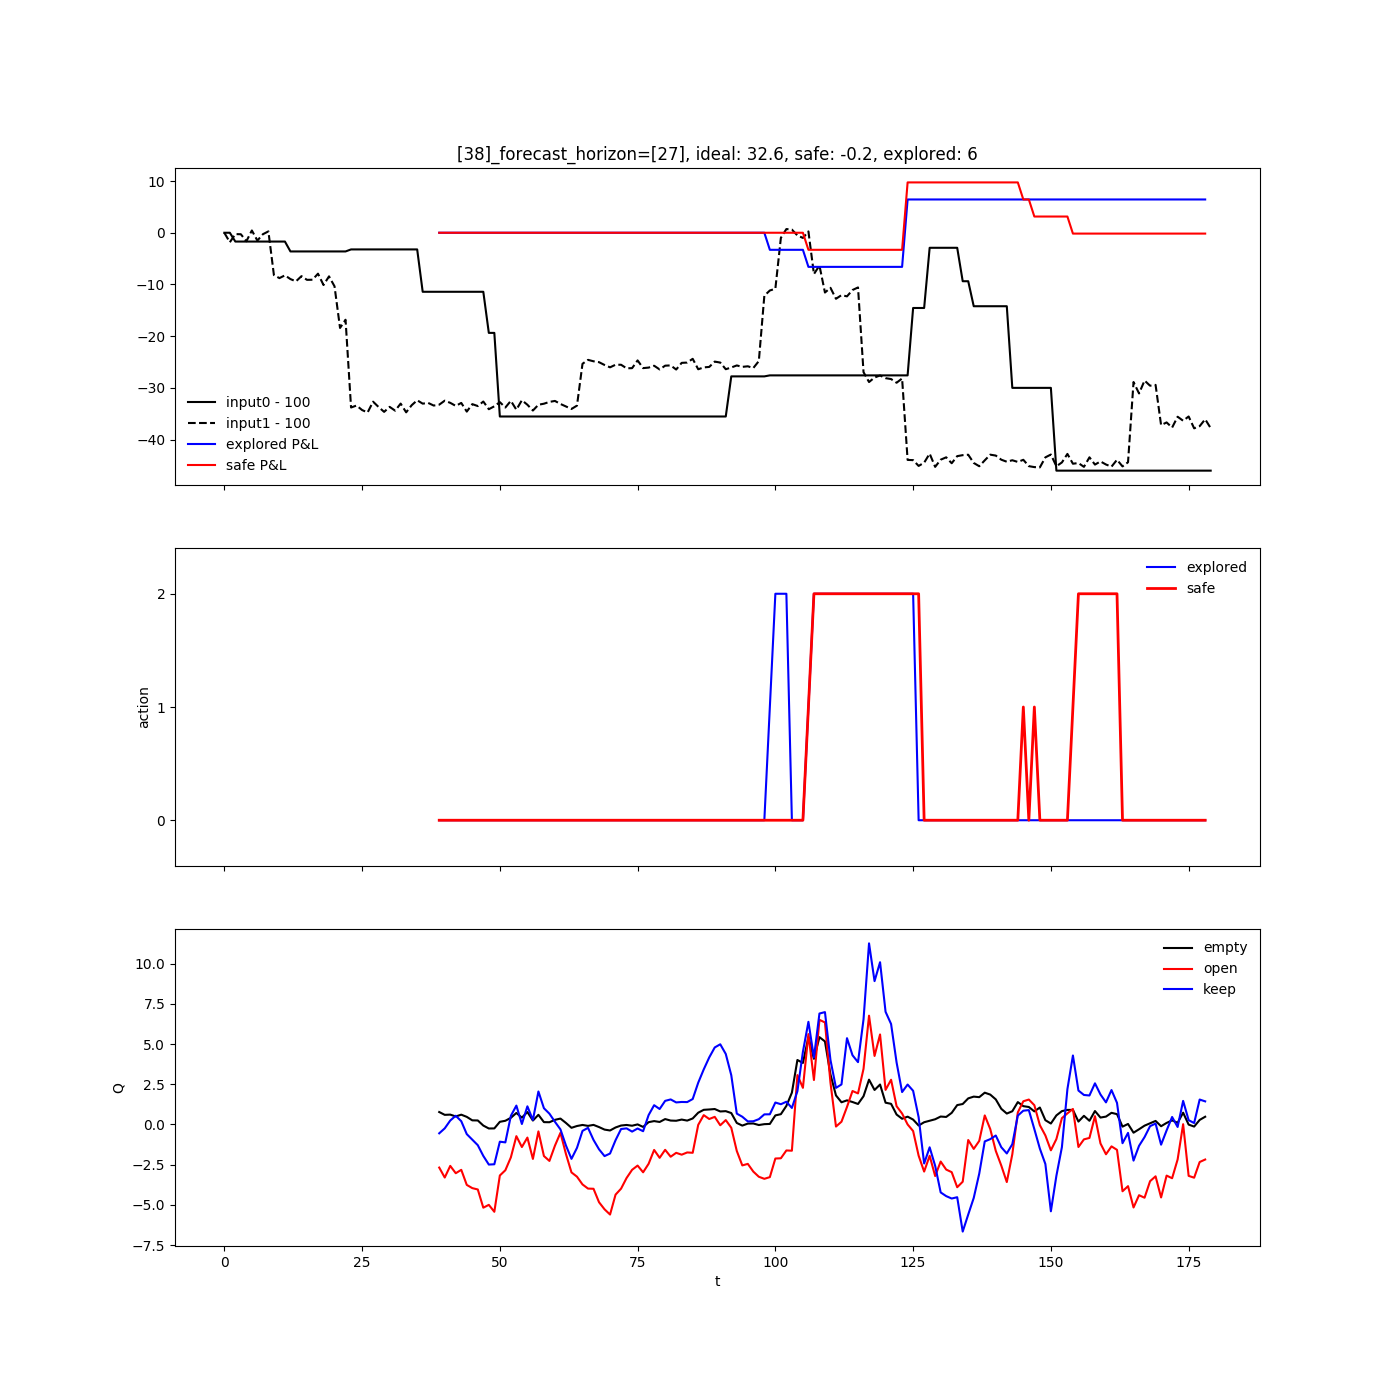 [38]_forecast_horizon=[27], ideal: 32.6, safe: -0.2, explored: 6
10
0
−10
−20
−30
−40
input0 - 100
input1 - 100
explored P&L
safe P&L
action
2
1
0
explored
safe
Q
10.0
7.5
5.0
2.5
0.0
−2.5
−5.0
−7.5
empty
open
keep
0 25 50 75 100 125 150 175
t